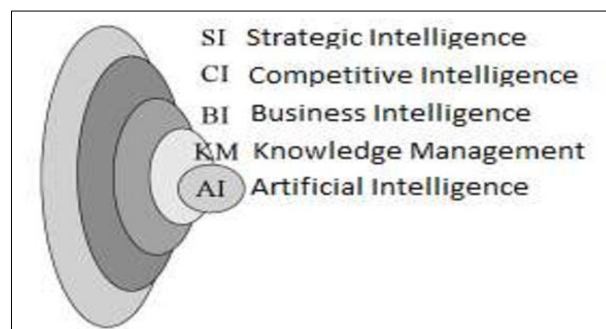 SI Strategic Intelligence
CI Competitive Intelligence
BI Business Intelligence
KM Knowledge Management
AI Artificial Intelligence